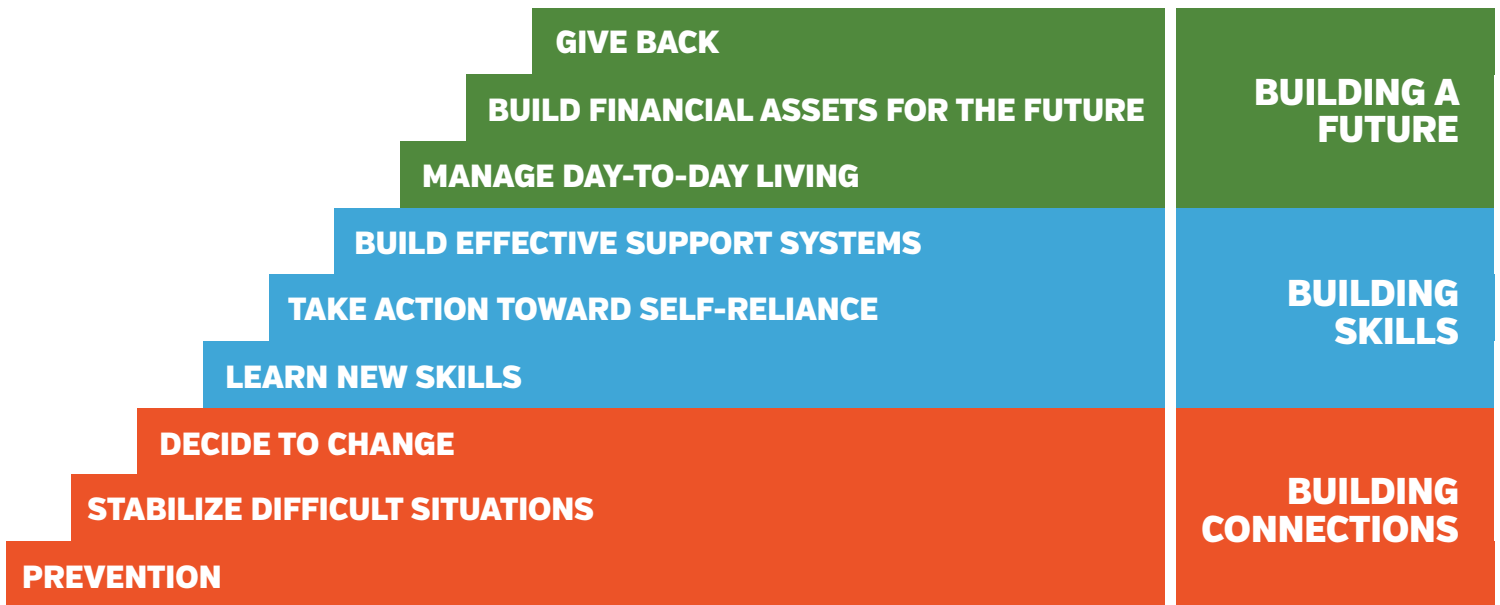 GIVE BACK
BUILD FINANCIAL ASSETS FOR THE FUTURE
MANAGE DAY-TO-DAY LIVING
BUILDING A
FUTURE
BUILD EFFECTIVE SUPPORT SYSTEMS
TAKE ACTION TOWARD SELF-RELIANCE
LEARN NEW SKILLS
BUILDING
SKILLS
DECIDE TO CHANGE
STABILIZE DIFFICULT SITUATIONS
PREVENTION
BUILDING
CONNECTIONS